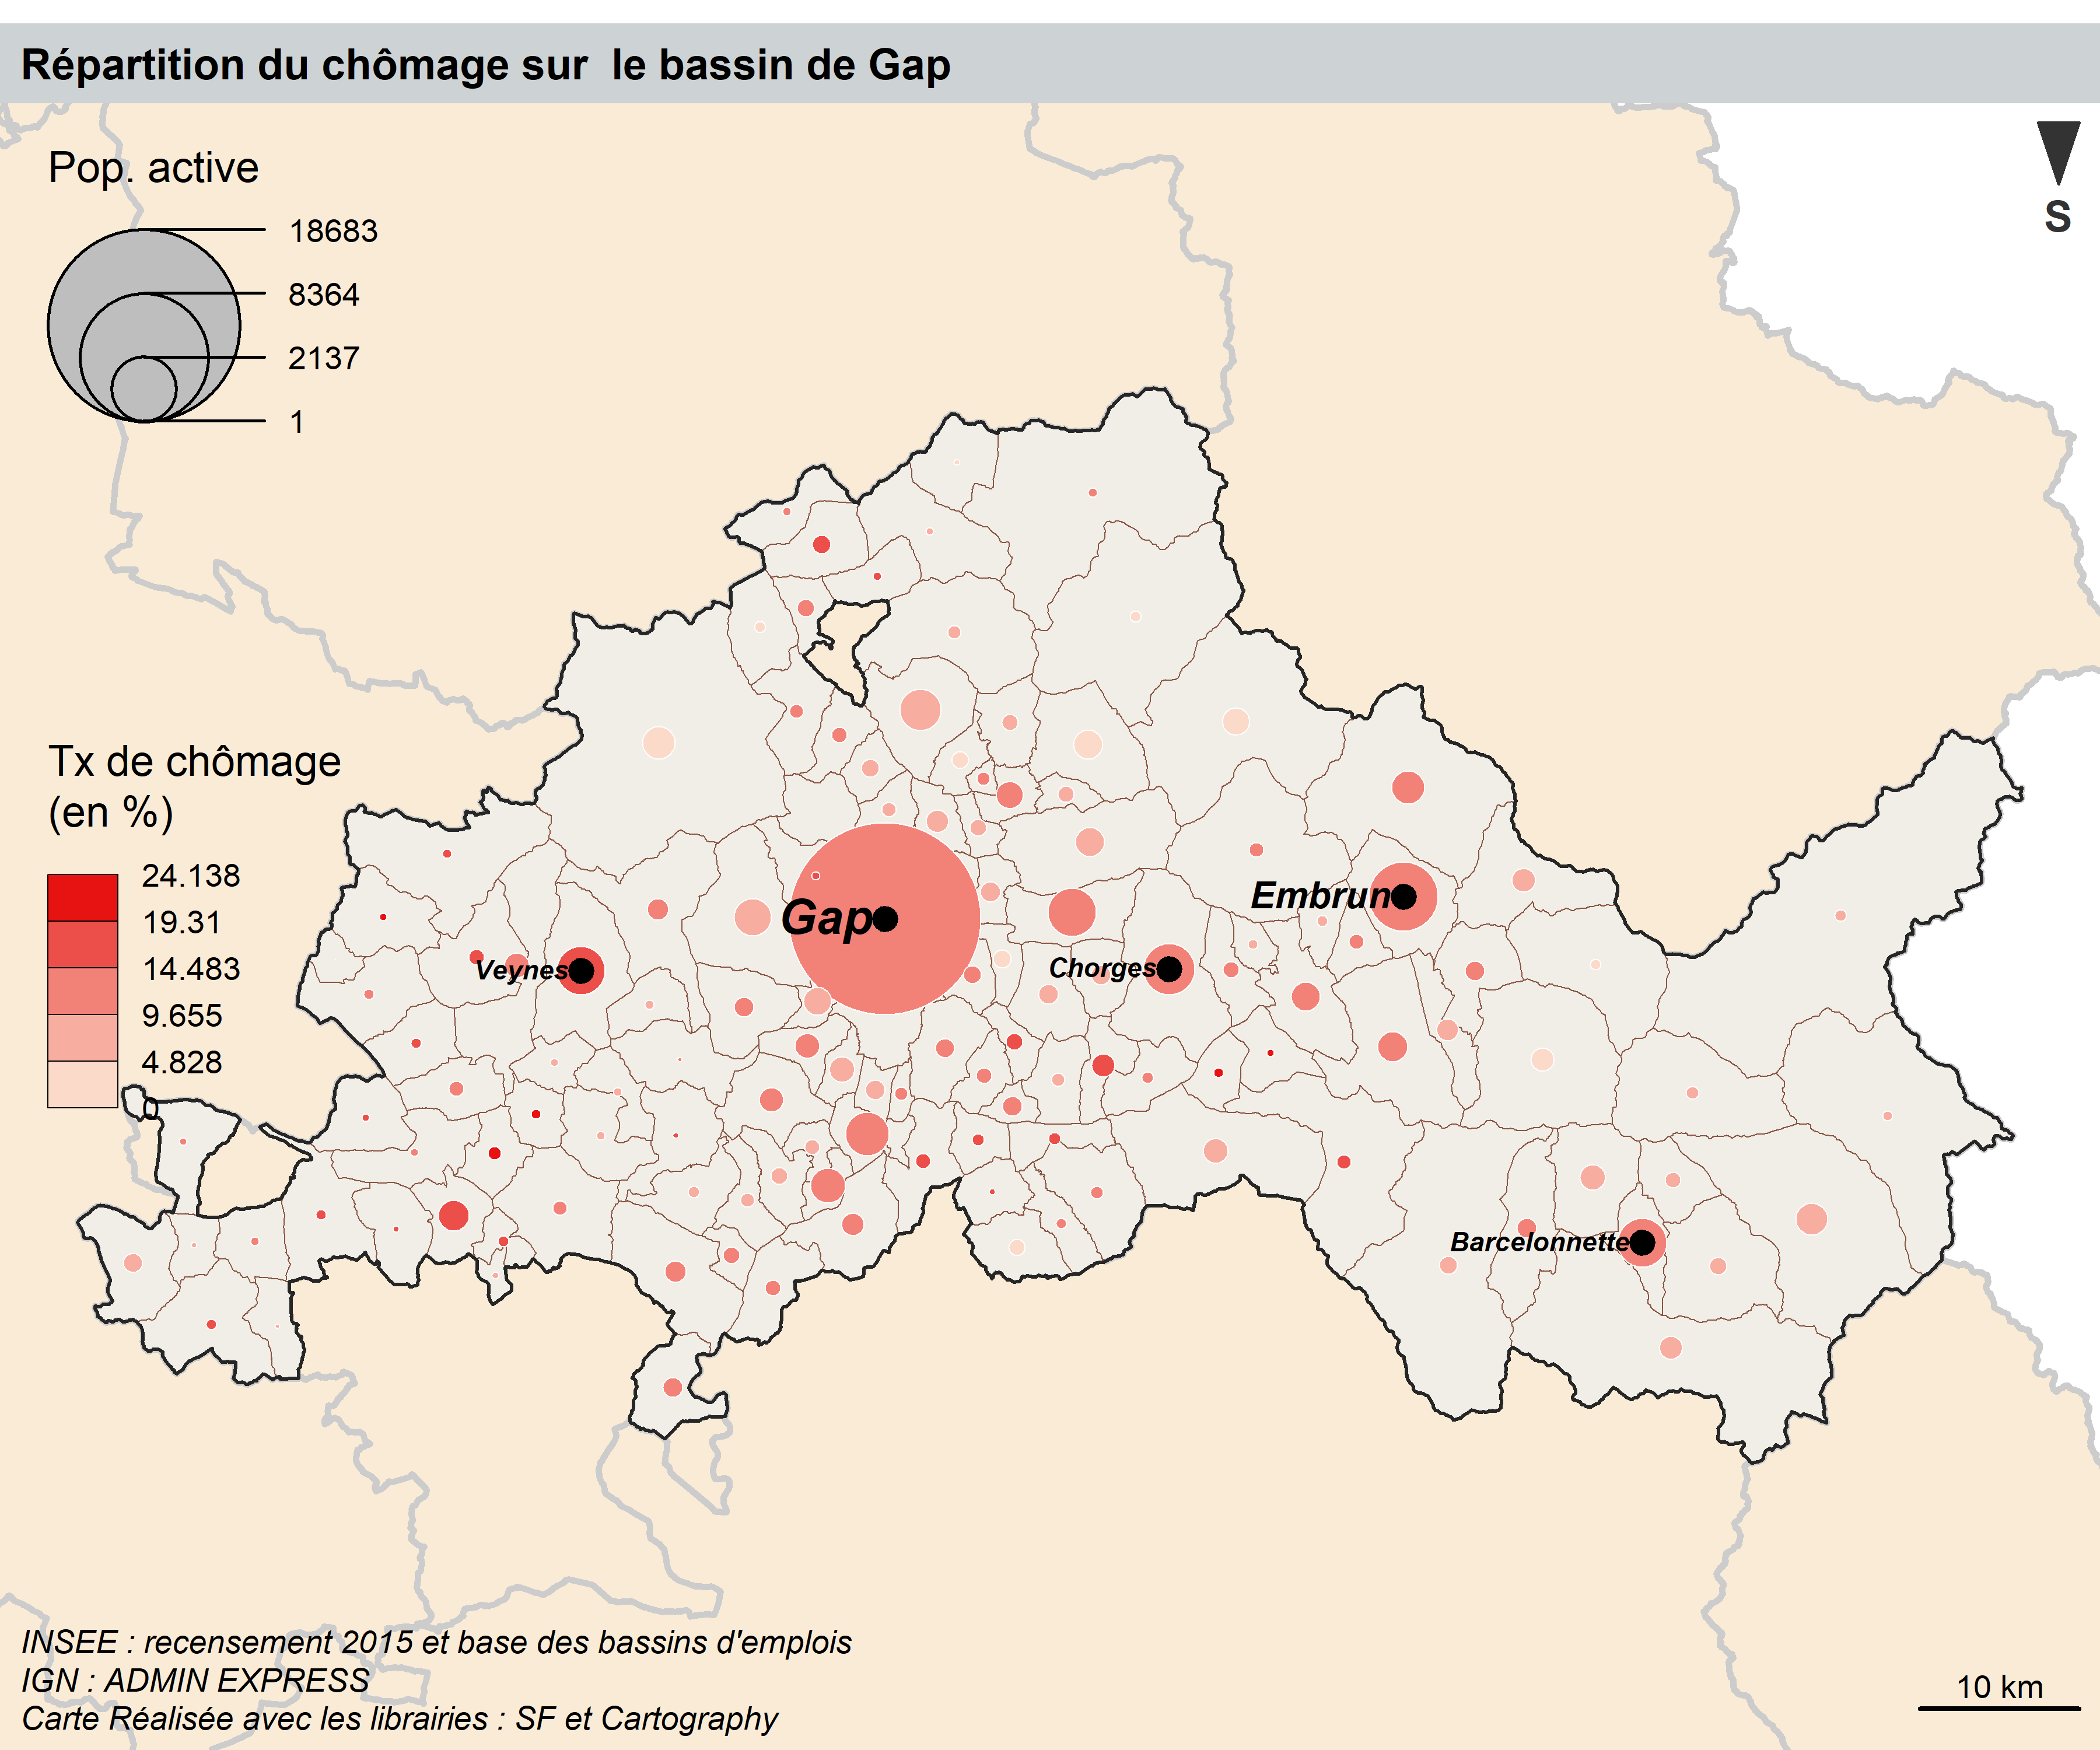 Répartition du chômage sur  le bassin de Gap
S
Pop. active
18683
8364
2137
1
Tx de chômage
(en %)
24.138
19.31
14.483
9.655
4.828
0
Embrun
Gap
Veynes
Chorges
Barcelonnette
INSEE : recensement 2015 et base des bassins d'emplois
IGN : ADMIN EXPRESS
Carte Réalisée avec les librairies : SF et Cartography
10 km